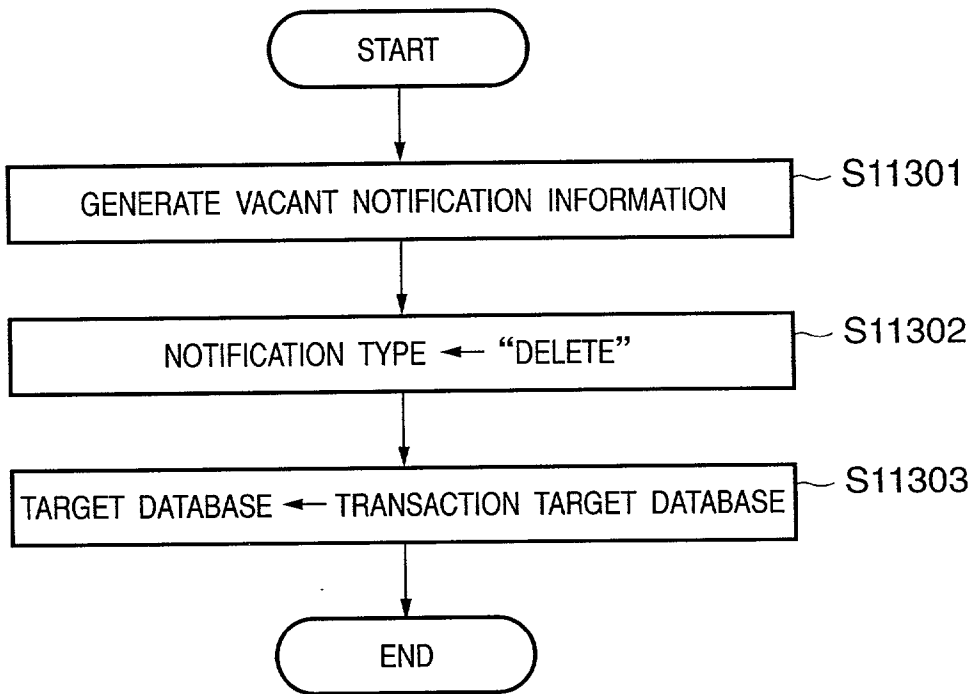 START
S11301
GENERATE VACANT NOTIFICATION INFORMATION
S11302
NOTIFICATION TYPE ← “DELETE”
S11303
TARGET DATABASE ← TRANSACTION TARGET DATABASE
END